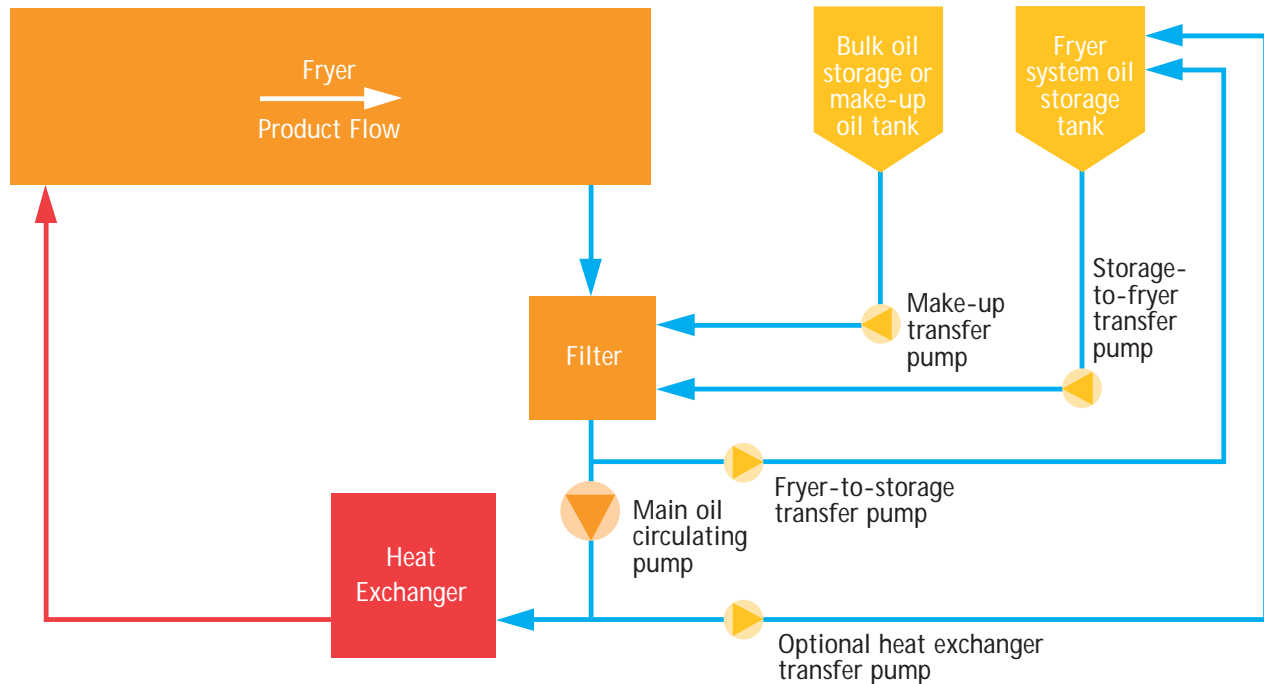 Fryer
Product Flow
Bulk oil
storage or
make-up
oil tank
Fryer
system oil
storage
tank
Storage-
to-fryer
transfer
pump
Make-up
transfer
pump
Filter
Fryer-to-storage
transfer pump
Main oil
circulating
pump
Heat
Exchanger
Optional heat exchanger
transfer pump